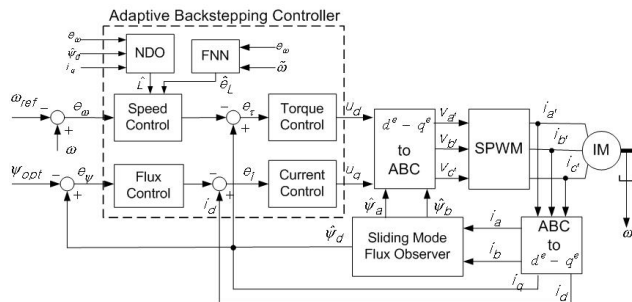 Adaptive Backstepping Controller
e_ω
ψ̂_d
i_q
NDO
FNN
e_ω
ω̃
L̂
ê_L
ω_ref
−
+
e_ω
ω
Speed
Control
−
+
e_τ
Torque
Control
u_d
ψ_opt
−
+
e_ψ
Flux
Control
−
+
i_d
e_i
Current
Control
u_q
d^e − q^e
to
ABC
V_a'
V_b'
V_c'
SPWM
i_a'
i_b'
i_c'
IM
ω
ψ̂_a
ψ̂_b
ψ̂_d
Sliding Mode
Flux Observer
i_a
i_b
ABC
to
d^e − q^e
i_q
i_d